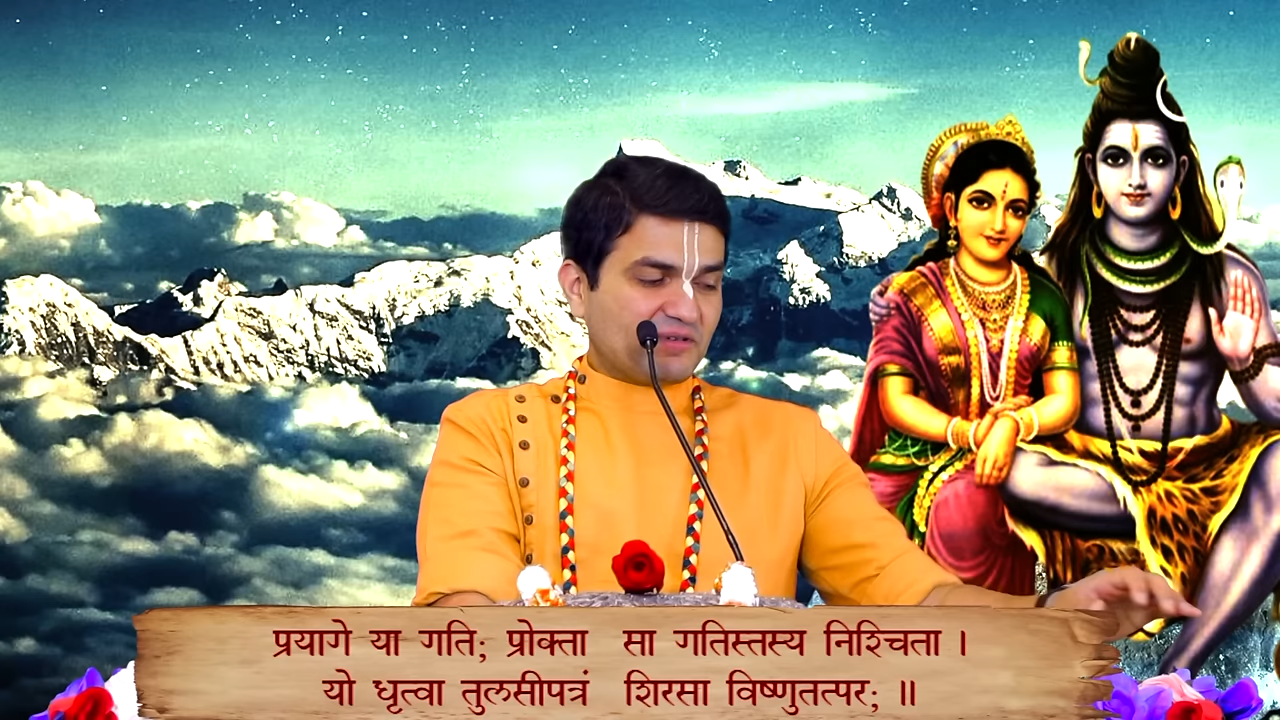 प्रयागे या गति; प्रोक्ता सा गतिस्तस्य निश्चिता ।
यो धृत्वा तुलसीपत्रं शिरसा विष्णुतत्पर; ॥